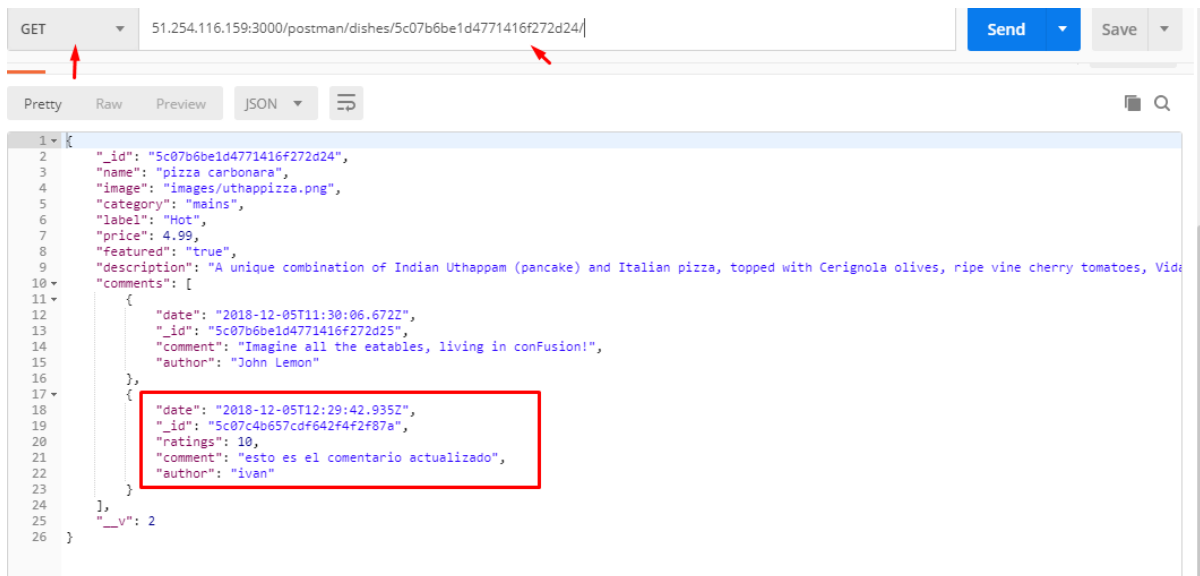 GET 51.254.116.159:3000/postman/dishes/5c07b6be1d4771416f272d24/ Send Save
Pretty Raw Preview JSON
1 {
2 "_id": "5c07b6be1d4771416f272d24",
3 "name": "pizza carbonara",
4 "image": "images/uthappizza.png",
5 "category": "mains",
6 "label": "Hot",
7 "price": 4.99,
8 "featured": "true",
9 "description": "A unique combination of Indian Uthappam (pancake) and Italian pizza, topped with Cerignola olives, ripe vine cherry tomatoes, Vida
10 "comments": [
11 {
12 "date": "2018-12-05T11:30:06.672Z",
13 "_id": "5c07b6be1d4771416f272d25",
14 "comment": "Imagine all the eatables, living in conFusion!",
15 "author": "John Lemon"
16 },
17 {
18 "date": "2018-12-05T12:29:42.935Z",
19 "_id": "5c07c4b657cdf642f4f2f87a",
20 "ratings": 10,
21 "comment": "esto es el comentario actualizado",
22 "author": "ivan"
23 }
24 ],
25 "__v": 2
26 }